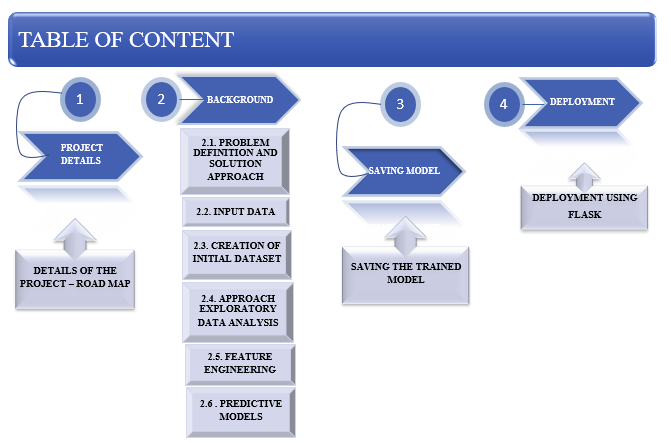 TABLE OF CONTENT
1
PROJECT
DETAILS
DETAILS OF THE
PROJECT – ROAD MAP
2
BACKGROUND
2.1. PROBLEM
DEFINITION AND
SOLUTION
APPROACH
2.2. INPUT DATA
2.3. CREATION OF
INITIAL DATASET
2.4. APPROACH
EXPLORATORY
DATA ANALYSIS
2.5. FEATURE
ENGINEERING
2.6 . PREDICTIVE
MODELS
3
SAVING MODEL
SAVING THE TRAINED
MODEL
4
DEPLOYMENT
DEPLOYMENT USING
FLASK